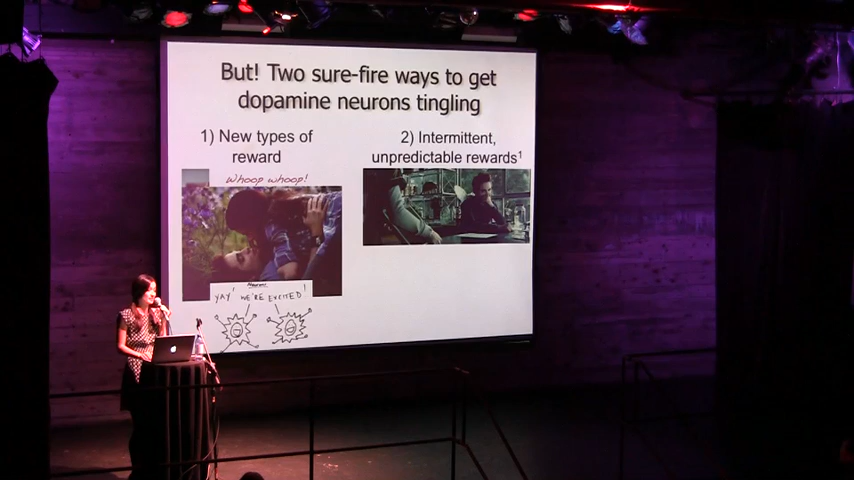 But! Two sure-fire ways to get
dopamine neurons tingling
1) New types of
reward
2) Intermittent,
unpredictable rewards¹
Whoop whoop!
Neurons
YAY! WE'RE EXCITED!